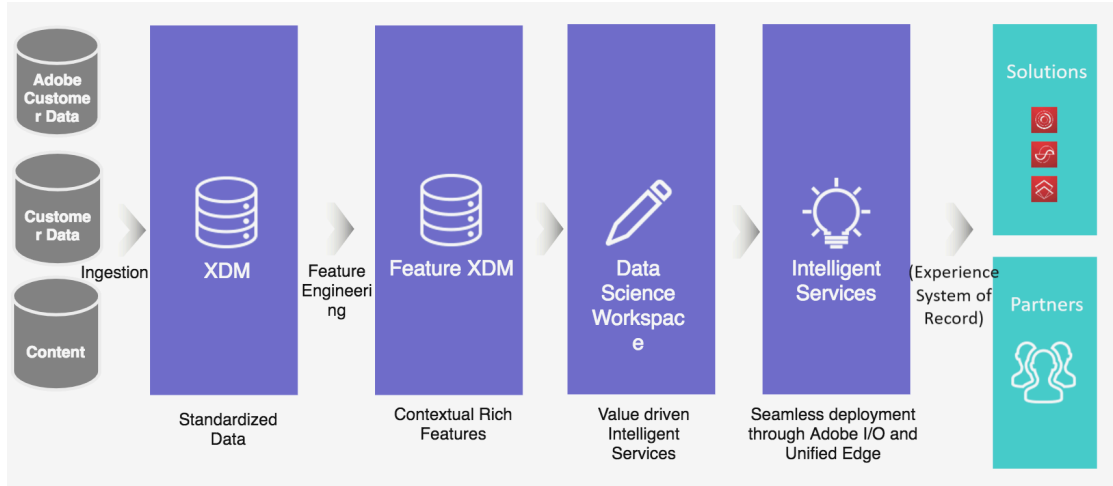 Adobe
Custome
r Data
Custome
r Data
Content
Ingestion
XDM
Standardized
Data
Feature
Engineeri
ng
Feature XDM
Contextual Rich
Features
Data
Science
Workspac
e
Value driven
Intelligent
Services
Intelligent
Services
Seamless deployment
through Adobe I/O and
Unified Edge
(Experience
System of
Record)
Solutions
Partners